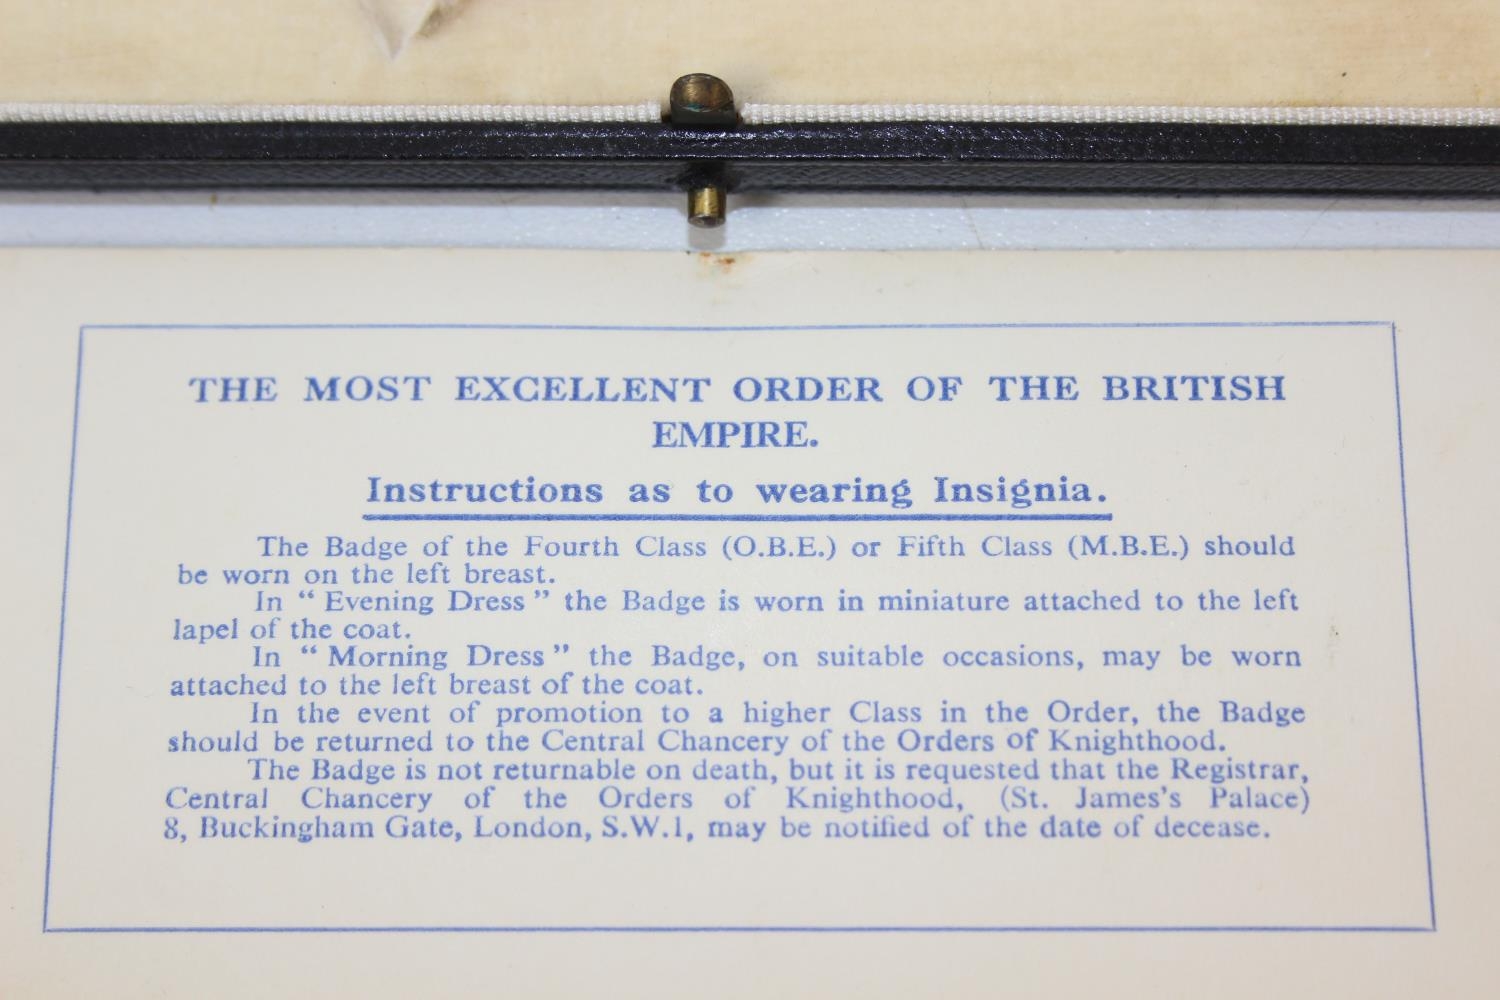 THE MOST EXCELLENT ORDER OF THE BRITISH
EMPIRE.
Instructions as to wearing Insignia.
The Badge of the Fourth Class (O.B.E.) or Fifth Class (M.B.E.) should
be worn on the left breast.
In “Evening Dress” the Badge is worn in miniature attached to the left
lapel of the coat.
In “Morning Dress” the Badge, on suitable occasions, may be worn
attached to the left breast of the coat.
In the event of promotion to a higher Class in the Order, the Badge
should be returned to the Central Chancery of the Orders of Knighthood.
The Badge is not returnable on death, but it is requested that the Registrar,
Central Chancery of the Orders of Knighthood, (St. James's Palace)
8, Buckingham Gate, London, S.W.1, may be notified of the date of decease.